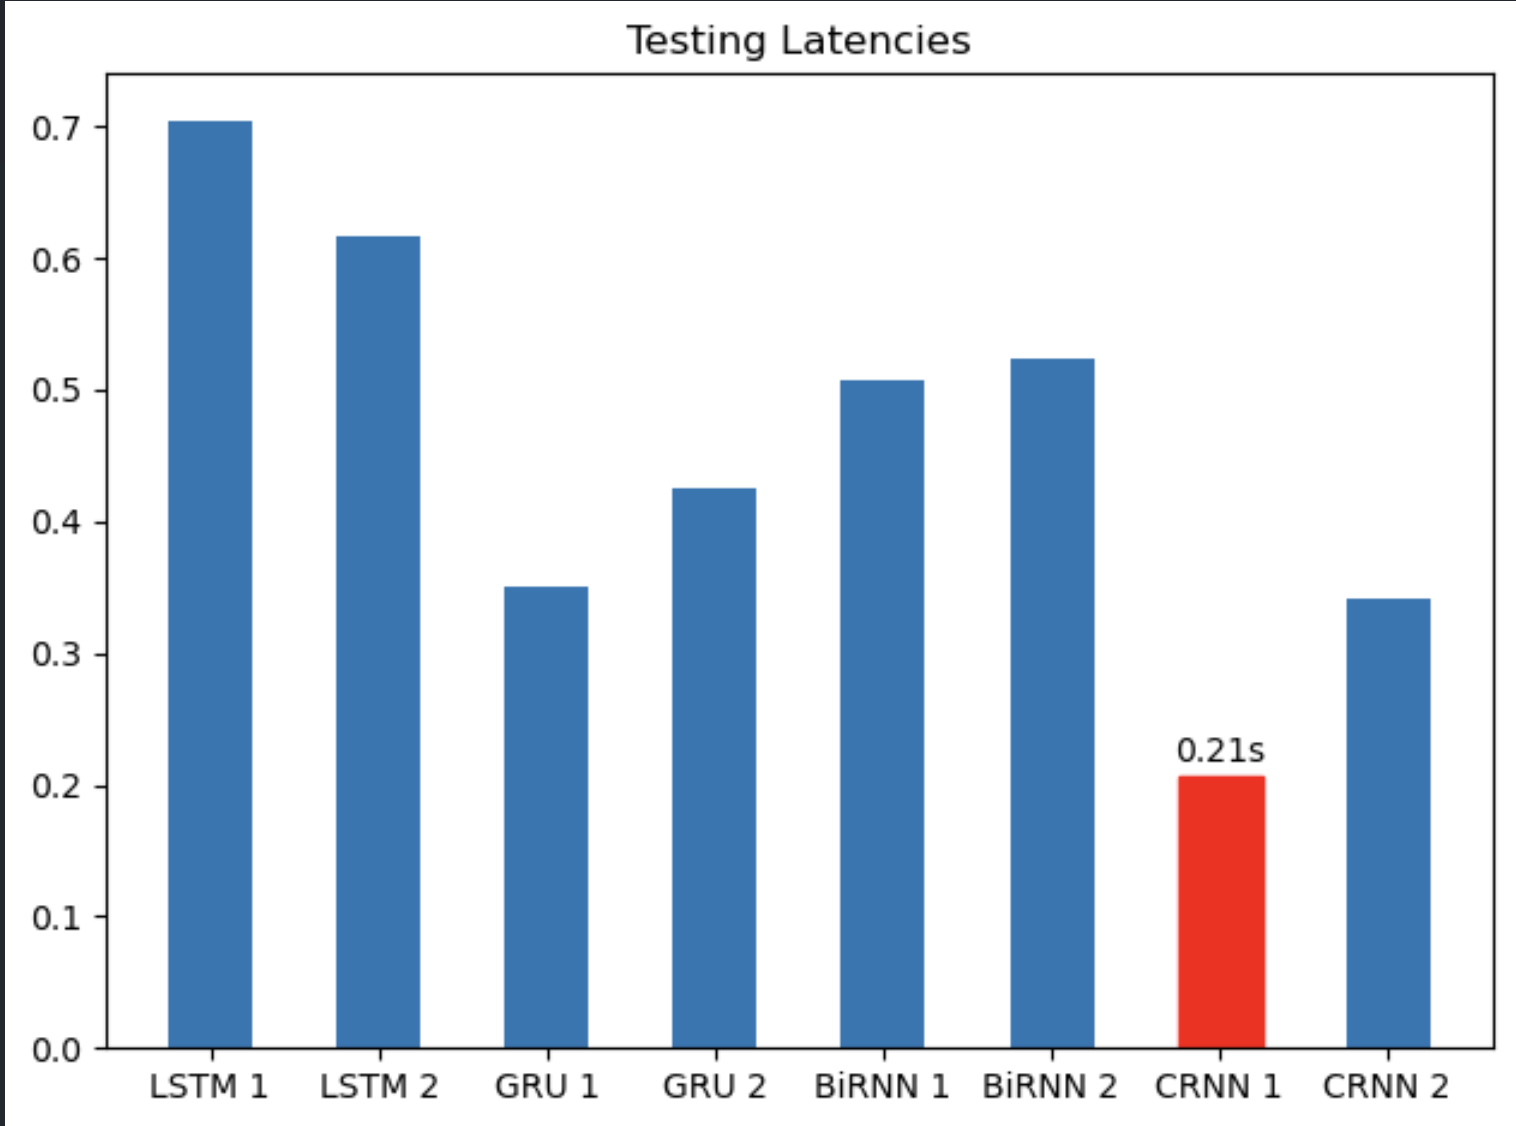 Testing Latencies
0.7
0.6
0.5
0.4
0.3
0.2
0.1
0.0
0.21s
LSTM 1 LSTM 2 GRU 1 GRU 2 BiRNN 1 BiRNN 2 CRNN 1 CRNN 2